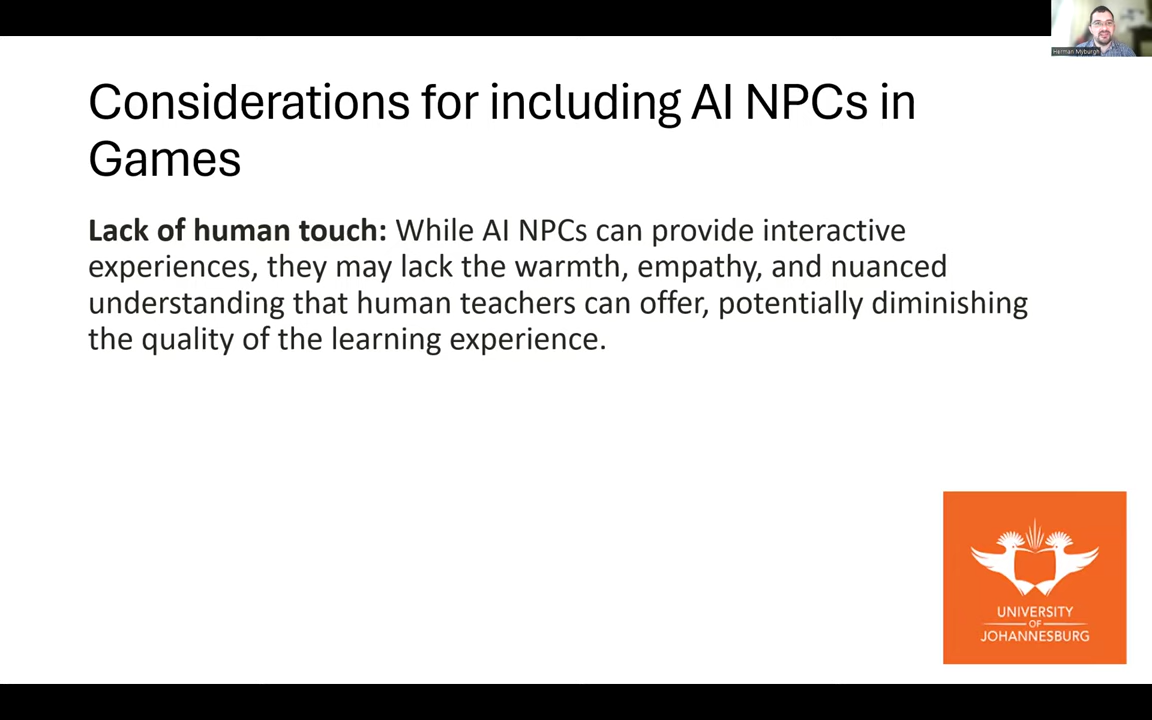 Herman Myburgh
Considerations for including AI NPCs in
Games
Lack of human touch: While AI NPCs can provide interactive
experiences, they may lack the warmth, empathy, and nuanced
understanding that human teachers can offer, potentially diminishing
the quality of the learning experience.
UNIVERSITY
OF
JOHANNESBURG